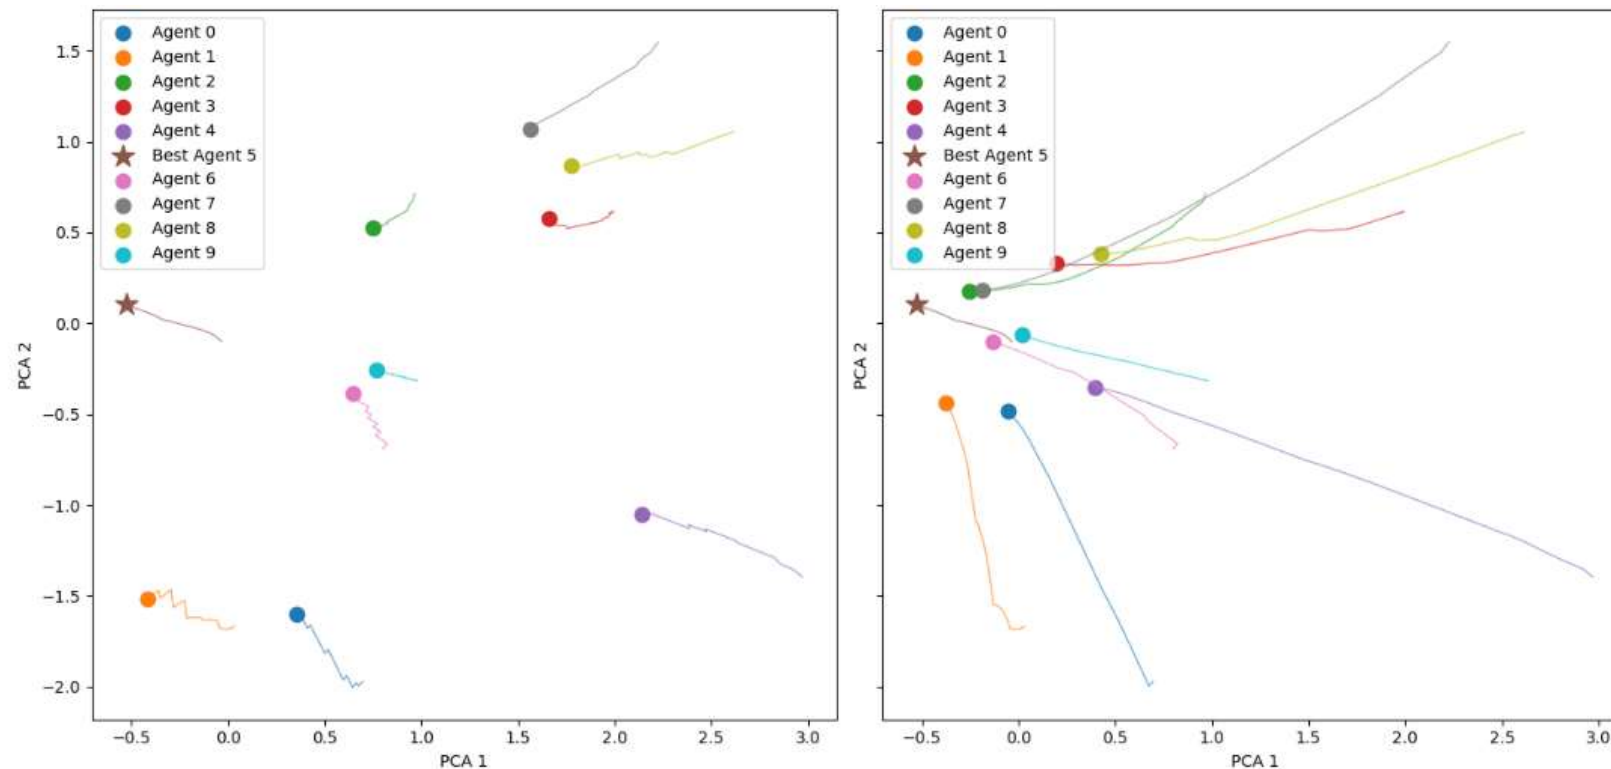 Agent 0
Agent 1
Agent 2
Agent 3
Agent 4
Best Agent 5
Agent 6
Agent 7
Agent 8
Agent 9
1.5
1.0
0.5
0.0
−0.5
−1.0
−1.5
−2.0
PCA 2
−0.5
0.0
0.5
1.0
1.5
2.0
2.5
3.0
PCA 1
Agent 0
Agent 1
Agent 2
Agent 3
Agent 4
Best Agent 5
Agent 6
Agent 7
Agent 8
Agent 9
PCA 2
−0.5
0.0
0.5
1.0
1.5
2.0
2.5
3.0
PCA 1